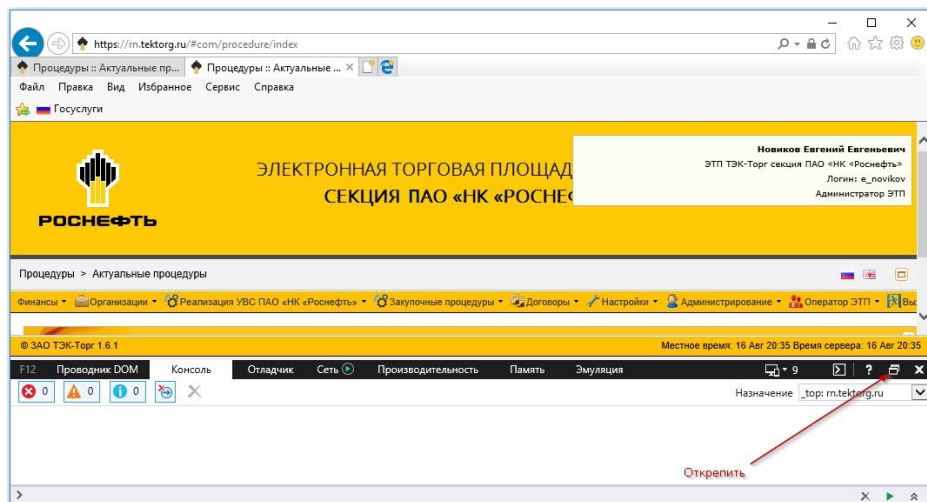 https://rn.tektorg.ru/#com/procedure/index
Процедуры :: Актуальные пр...
Процедуры :: Актуальные ...
Файл Правка Вид Избранное Сервис Справка
Госуслуги
ЭЛЕКТРОННАЯ ТОРГОВАЯ ПЛОЩАД
СЕКЦИЯ ПАО «НК «РОСНЕФ
РОСНЕФТЬ
Новиков Евгений Евгеньевич
ЭТП ТЭК-Торг секция ПАО «НК «Роснефть»
Логин: e_novikov
Администратор ЭТП
Процедуры > Актуальные процедуры
Финансы Организации Реализация УВС ПАО «НК «Роснефть» Закупочные процедуры Договоры Настройки Администрирование Оператор ЭТП Вы
© ЗАО ТЭК-Торг 1.6.1
Местное время: 16 Авг 20:35 Время сервера: 16 Авг 20:35
F12 Проводник DOM Консоль Отладчик Сеть Производительность Память Эмуляция 9 ?
0 0 0
Назначение _top: rn.tektorg.ru
Открепить
>